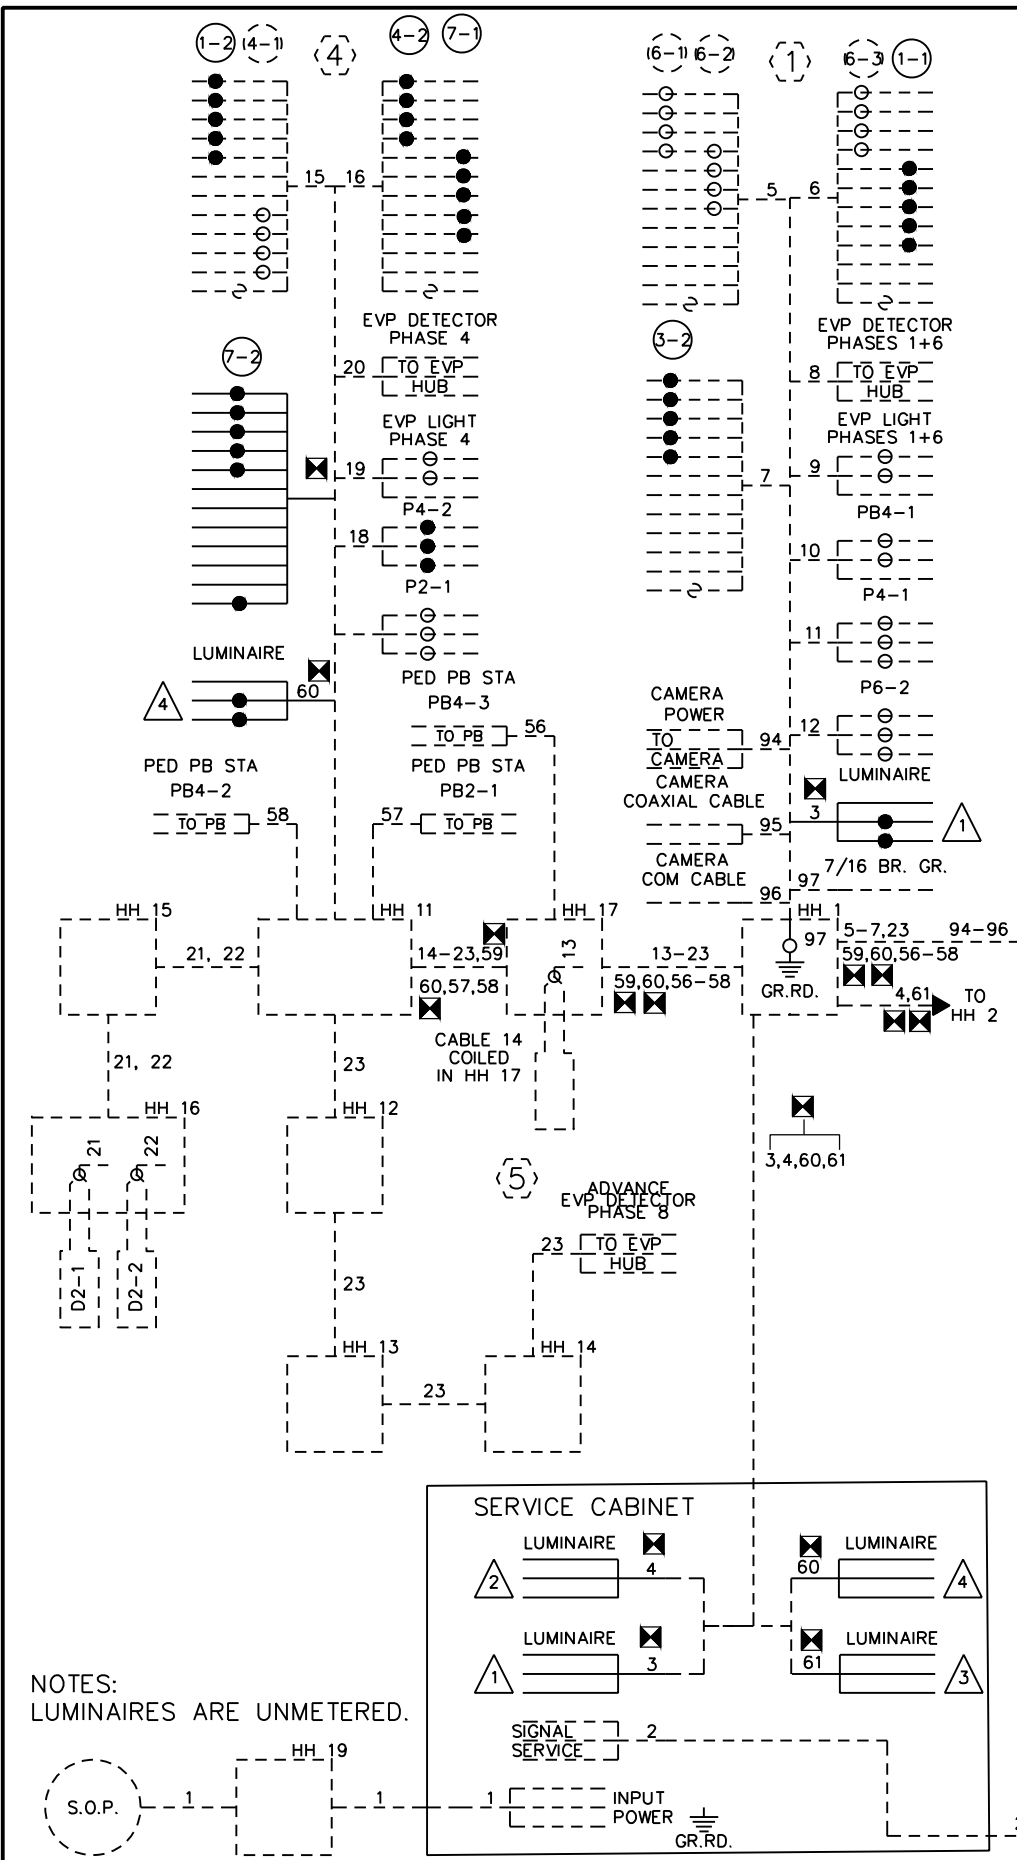 1-2 (4-1) 4 4-2 7-1
(6-1) (6-2) 1 (6-3) 1-1
15 16
5 6
EVP DETECTOR
PHASE 4
20 TO EVP
HUB
7-2
EVP LIGHT
PHASE 4
19
P4-2
18
P2-1
LUMINAIRE
4
60
PED PB STA
PB4-3
TO PB 56
PED PB STA
PB4-2
TO PB 58
PED PB STA
PB2-1
57 TO PB
EVP DETECTOR
PHASES 1+6
8 TO EVP
HUB
3-2
7
EVP LIGHT
PHASES 1+6
9
PB4-1
10
P4-1
11
P6-2
12
CAMERA
POWER
TO
CAMERA
94
CAMERA
COAXIAL CABLE
95
CAMERA
COM CABLE
96
LUMINAIRE
3
1
7/16 BR. GR.
97
HH 15
21, 22
HH 11
14-23,59
60,57,58
HH 17
13
CABLE 14
COILED
IN HH 17
13-23
59,60,56-58
HH 1
97
GR.RD.
5-7,23 94-96
59,60,56-58
4,61
TO
HH 2
21, 22
23
HH 16
21 22
D2-1 D2-2
HH 12
23
3,4,60,61
5
ADVANCE
EVP DETECTOR
PHASE 8
23 TO EVP
HUB
HH 13
23
HH 14
SERVICE CABINET
LUMINAIRE
2 4
LUMINAIRE
60 4
LUMINAIRE
1 3
LUMINAIRE
61 3
SIGNAL
SERVICE
2
NOTES:
LUMINAIRES ARE UNMETERED.
S.O.P.
1
HH 19
1
1
INPUT
POWER
GR.RD.